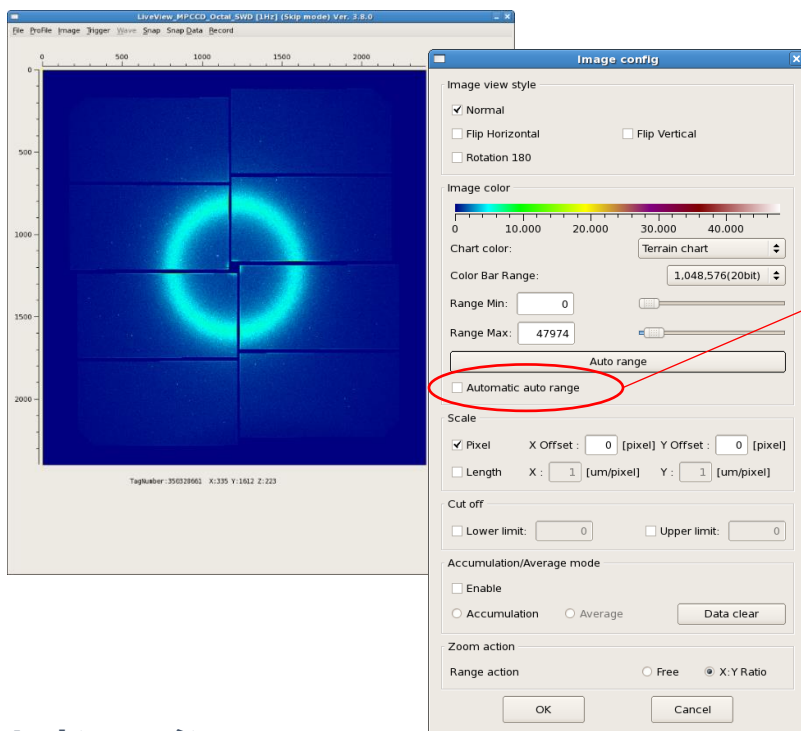 LiveView_MPCCD_Octal_SWD [1Hz] (Skip mode) Ver. 3.8.0
File ProFile Image Trigger Wave Snap Snap Data Record
0 500 1000 1500 2000
0
500
1000
1500
2000
TagNumber:350328661 X:335 Y:1612 Z:223
Image config
Image view style
Normal
Flip Horizontal Flip Vertical
Rotation 180
Image color
0 10.000 20.000 30.000 40.000
Chart color: Terrain chart
Color Bar Range: 1,048,576(20bit)
Range Min: 0
Range Max: 47974
Auto range
Automatic auto range
Scale
Pixel X Offset : 0 [pixel] Y Offset : 0 [pixel]
Length X : 1 [um/pixel] Y : 1 [um/pixel]
Cut off
Lower limit: 0 Upper limit: 0
Accumulation/Average mode
Enable
Accumulation Average Data clear
Zoom action
Range action Free X:Y Ratio
OK Cancel